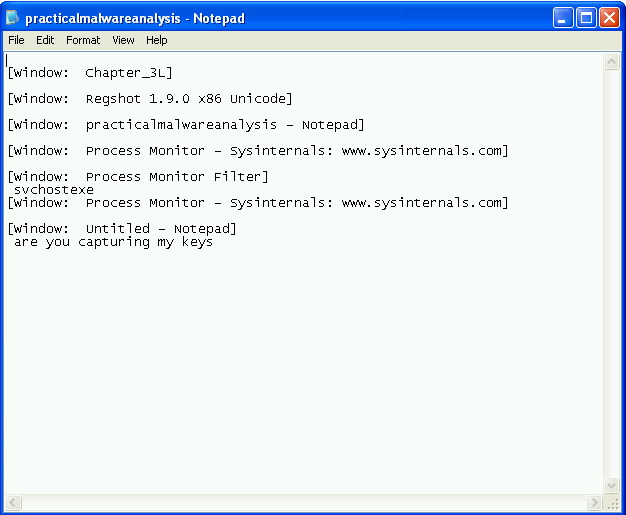 practicalmalwareanalysis - Notepad
File Edit Format View Help
[Window: Chapter_3L]
[Window: Regshot 1.9.0 x86 Unicode]
[Window: practicalmalwareanalysis - Notepad]
[Window: Process Monitor - Sysinternals: www.sysinternals.com]
[Window: Process Monitor Filter]
svchostexe
[Window: Process Monitor - Sysinternals: www.sysinternals.com]
[Window: Untitled - Notepad]
are you capturing my keys